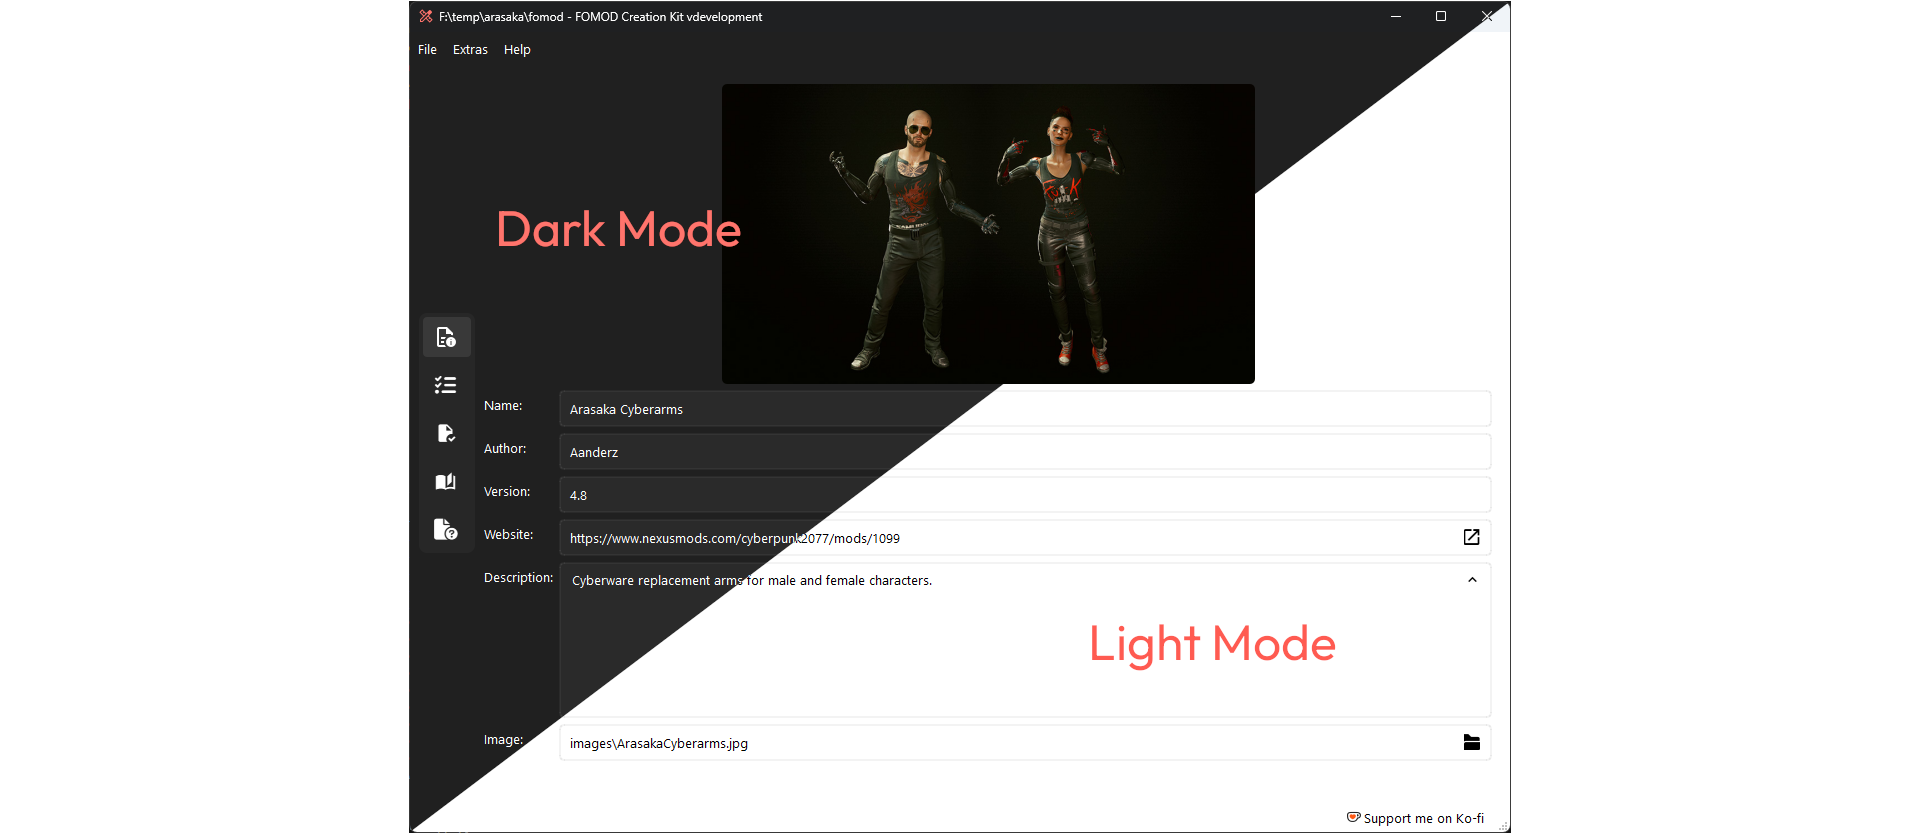 F:\temp\arasaka\fomod - FOMOD Creation Kit vdevelopment
File Extras Help
Dark Mode
Name: Arasaka Cyberarms
Author: Aanderz
Version: 4.8
Website: https://www.nexusmods.com/cyberpunk2077/mods/1099
Description: Cyberware replacement arms for male and female characters.
Light Mode
Image: images\ArasakaCyberarms.jpg
Support me on Ko-fi